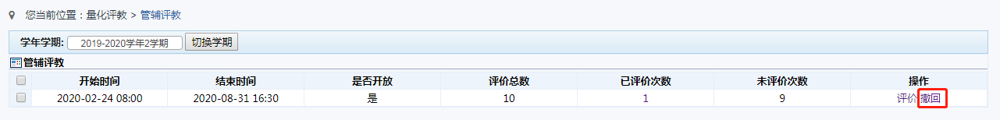 您当前位置：量化评教 > 管辅评教
学年学期: 2019-2020学年2学期 切换学期
管辅评教
开始时间 结束时间 是否开放 评价总数 已评价次数 未评价次数 操作
2020-02-24 08:00 2020-08-31 16:30 是 10 1 9 评价 撤回